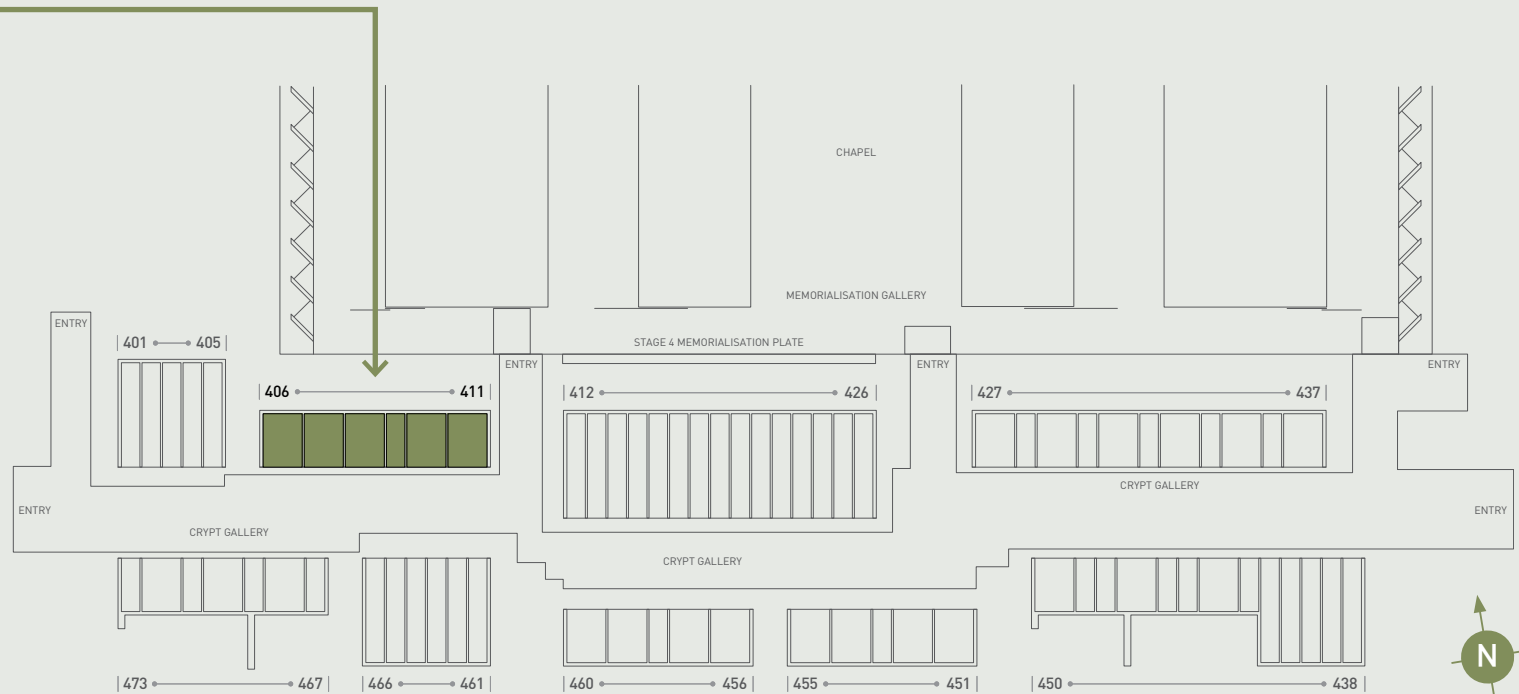 CHAPEL
MEMORIALISATION GALLERY
ENTRY
401 405
STAGE 4 MEMORIALISATION PLATE
ENTRY
ENTRY
ENTRY
406 411
412 426
427 437
CRYPT GALLERY
ENTRY
ENTRY
CRYPT GALLERY
CRYPT GALLERY
N
473 467
466 461
460 456
455 451
450 438